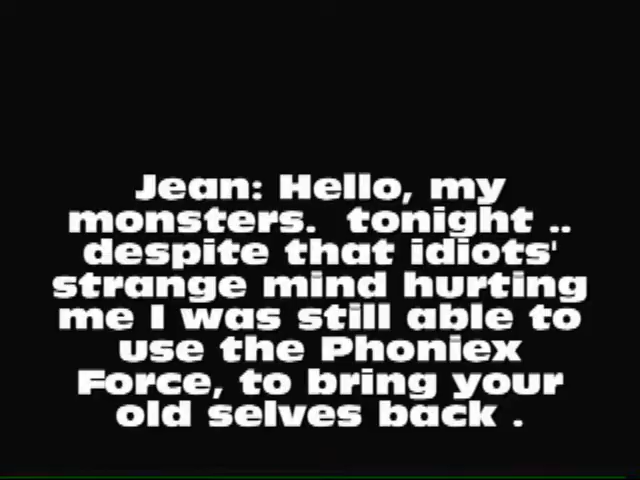 Jean: Hello, my
monsters.  tonight ..
despite that idiots'
strange mind hurting
me I was still able to
use the Phoniex
Force, to bring your
old selves back .